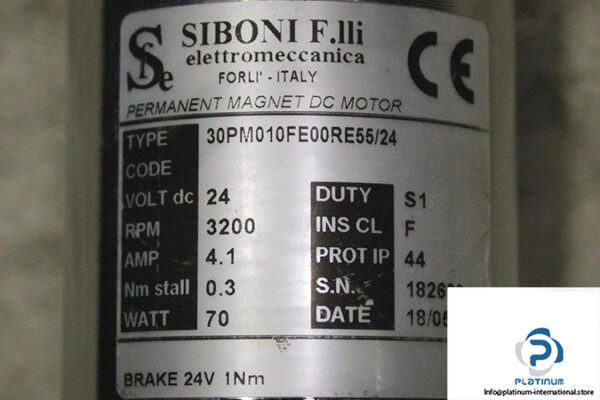 Sfe SIBONI F.lli
elettromeccanica
FORLI' - ITALY
CE
PERMANENT MAGNET DC MOTOR
TYPE 30PM010FE00RE55/24
CODE
VOLT dc 24 DUTY S1
RPM 3200 INS CL F
AMP 4.1 PROT IP 44
Nm stall 0.3 S.N.
WATT 70 DATE
BRAKE 24V 1Nm
PLATINUM
Info@platinum-international.store